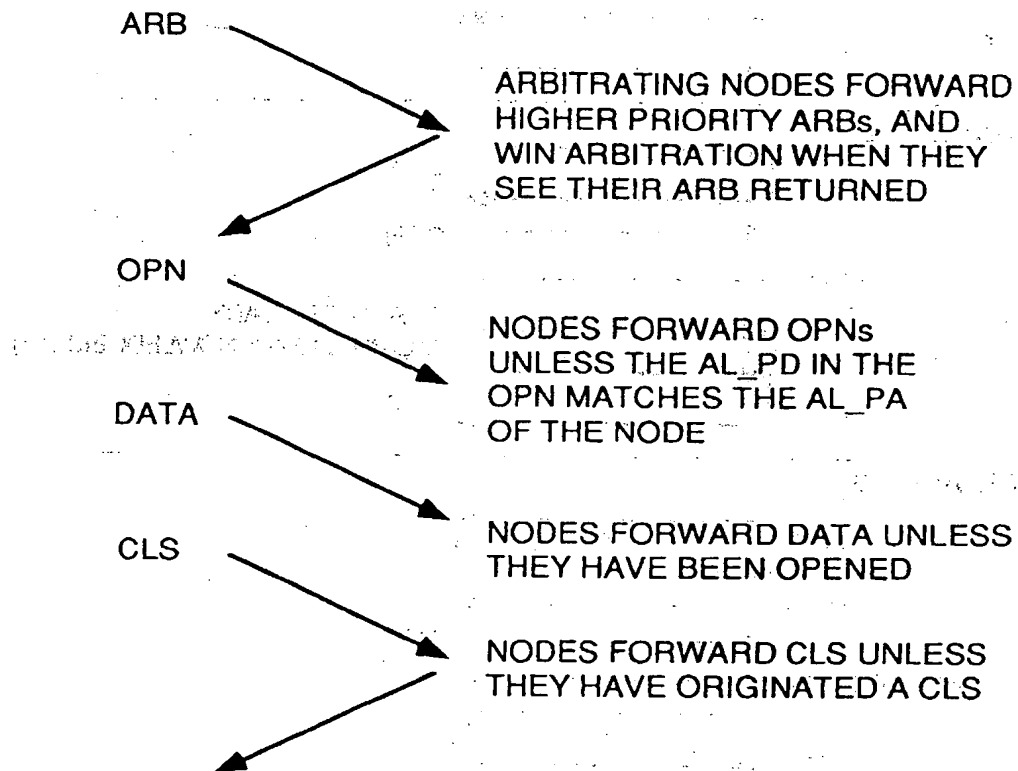 ARB
ARBITRATING NODES FORWARD
HIGHER PRIORITY ARBs, AND
WIN ARBITRATION WHEN THEY
SEE THEIR ARB RETURNED
OPN
NODES FORWARD OPNs
UNLESS THE AL_PD IN THE
OPN MATCHES THE AL_PA
OF THE NODE
DATA
NODES FORWARD DATA UNLESS
THEY HAVE BEEN OPENED
CLS
NODES FORWARD CLS UNLESS
THEY HAVE ORIGINATED A CLS